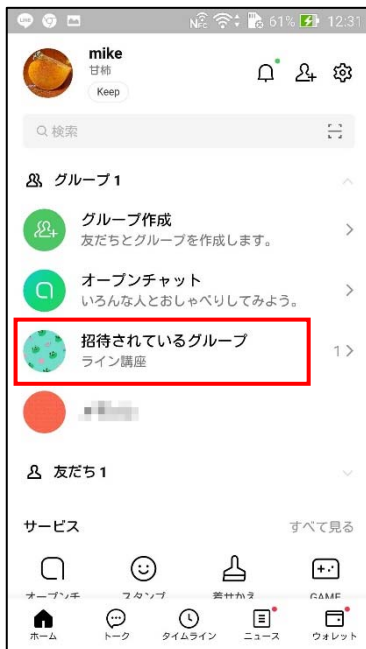 LINE
NFC 61% 12:31
mike
甘柿
Keep
検索
グループ 1
グループ作成
友だちとグループを作成します。
オープンチャット
いろんな人とおしゃべりしてみよう。
招待されているグループ
ライン講座
1
友だち 1
サービス
すべて見る
オープンチ
スタンプ
着せかえ
GAME
ホーム
トーク
タイムライン
ニュース
ウォレット